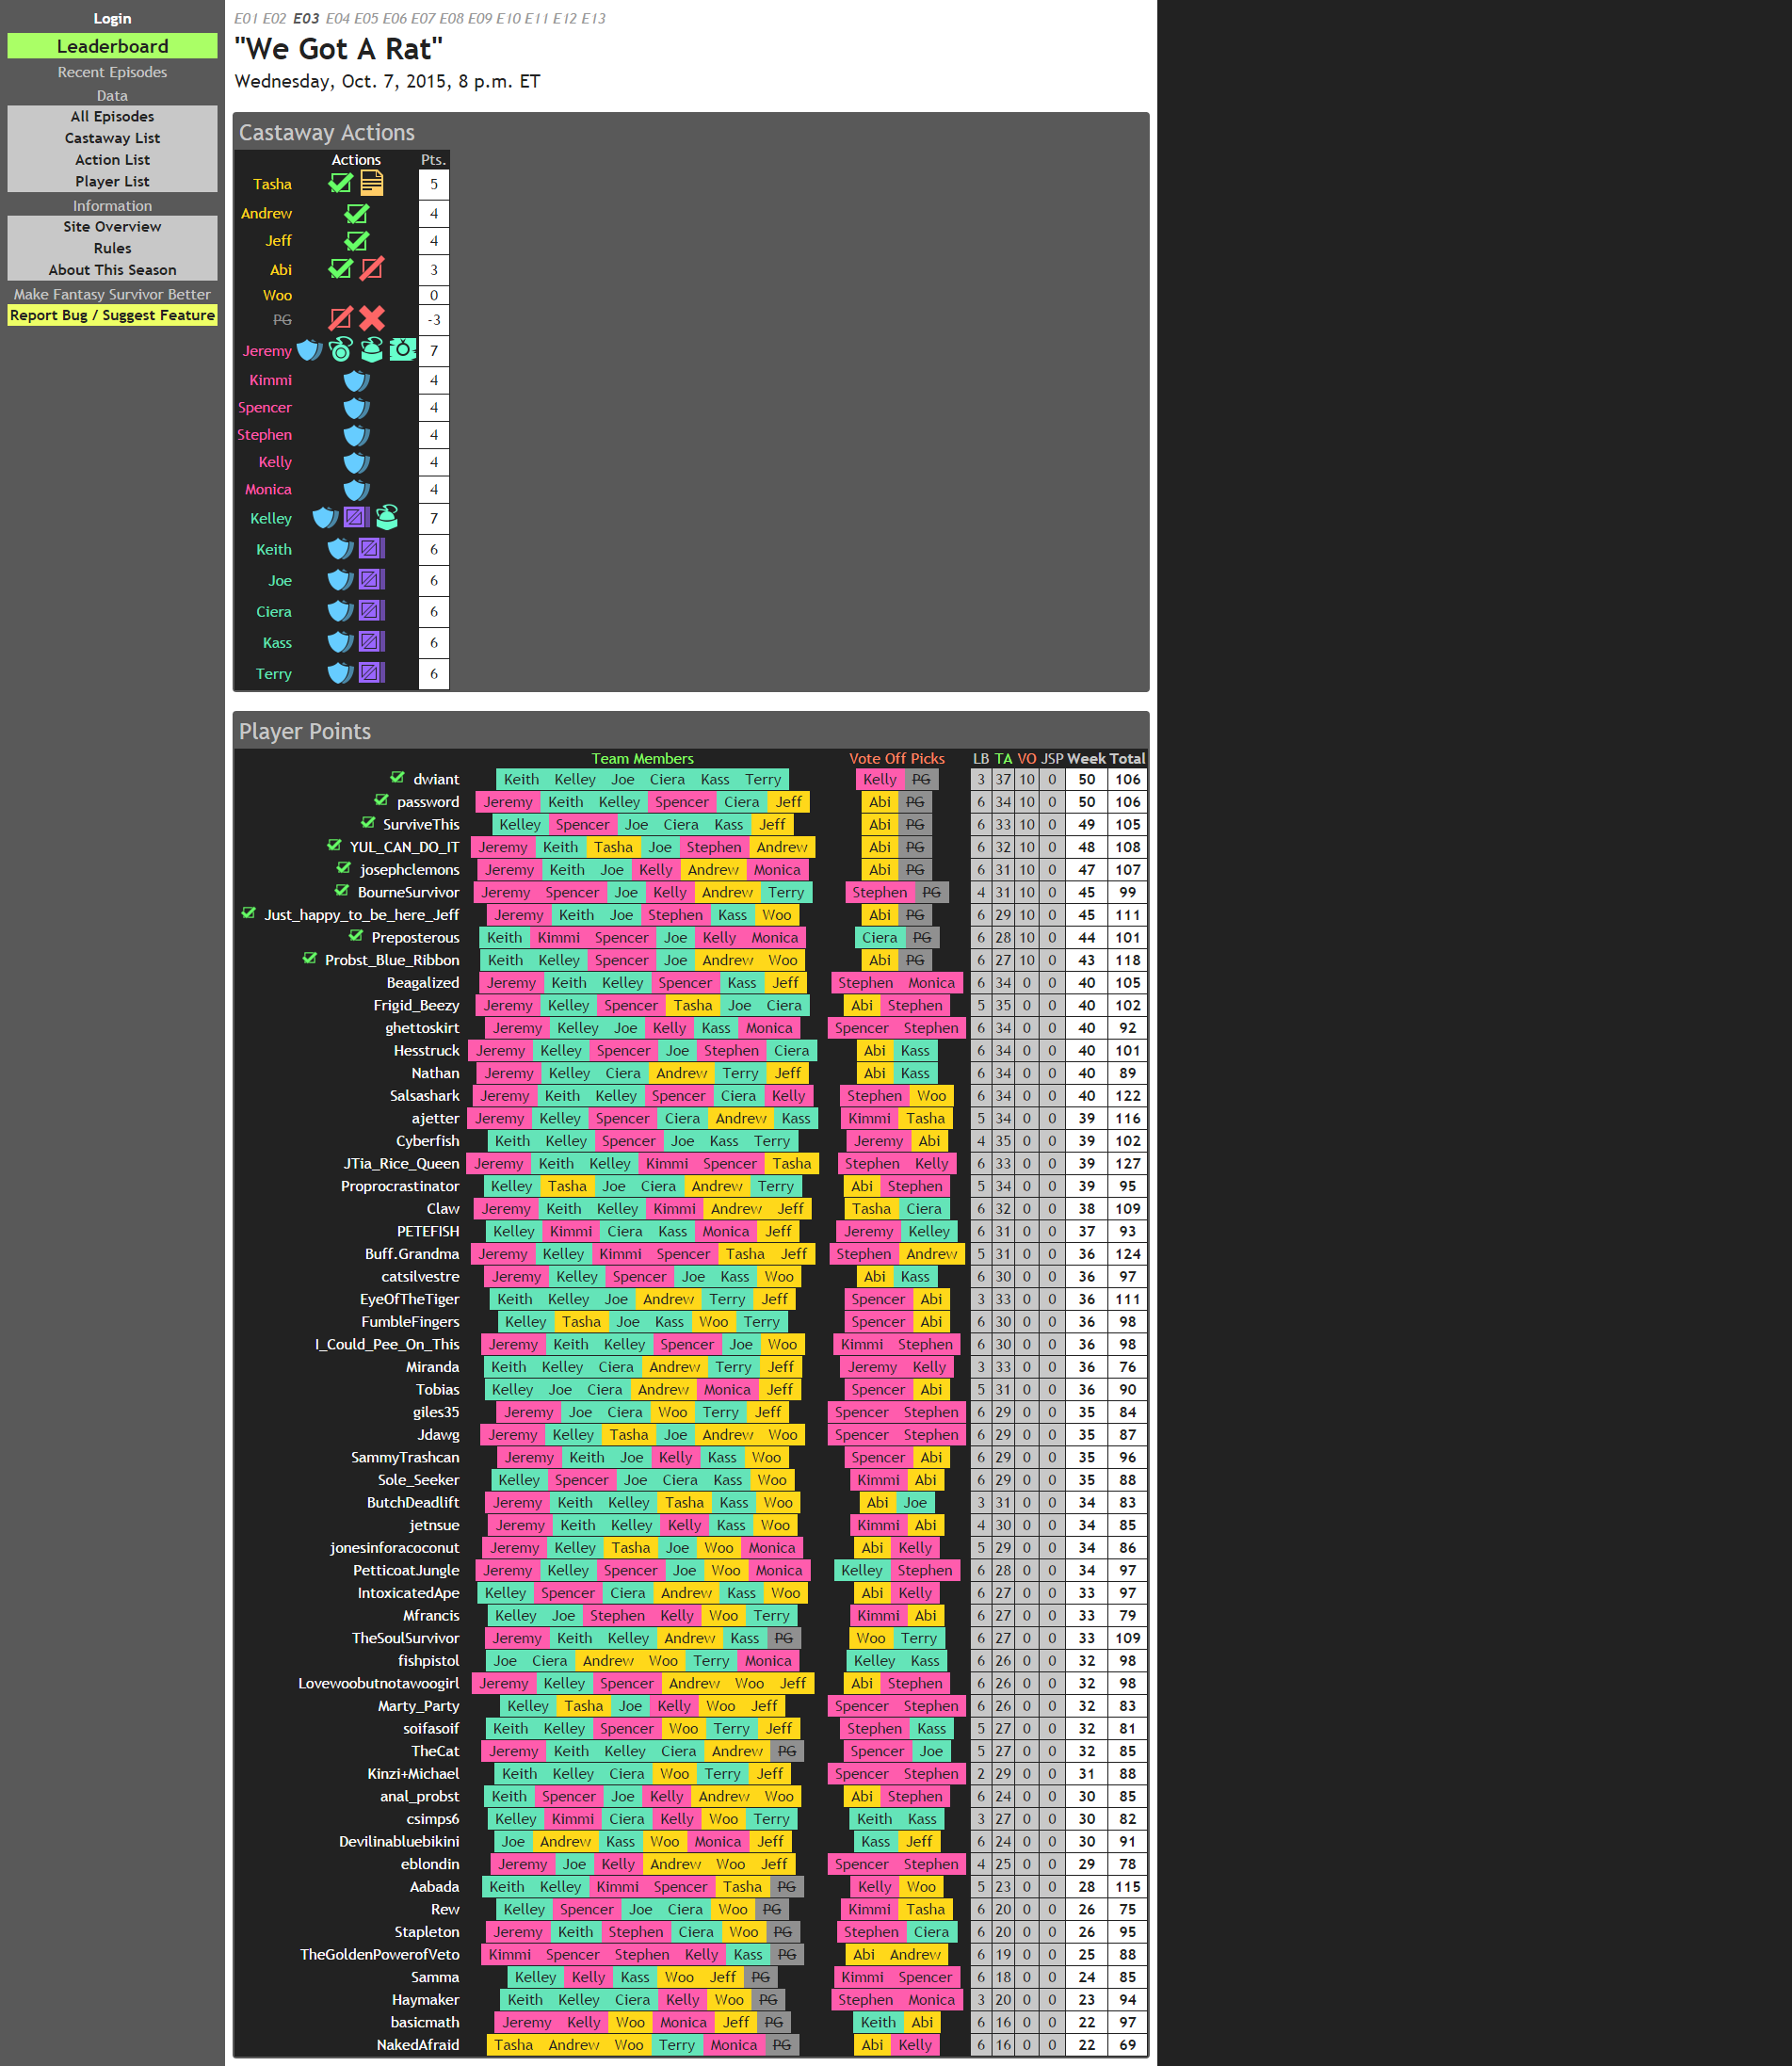 Login
Leaderboard
Recent Episodes
Data
All Episodes
Castaway List
Action List
Player List
Information
Site Overview
Rules
About This Season
Make Fantasy Survivor Better
Report Bug / Suggest Feature
E01 E02 E03 E04 E05 E06 E07 E08 E09 E10 E11 E12 E13
"We Got A Rat"
Wednesday, Oct. 7, 2015, 8 p.m. ET
Castaway Actions
Actions Pts.
Tasha 5
Andrew 4
Jeff 4
Abi 3
Woo 0
PG -3
Jeremy 7
Kimmi 4
Spencer 4
Stephen 4
Kelly 4
Monica 4
Kelley 7
Keith 6
Joe 6
Ciera 6
Kass 6
Terry 6
Player Points
Team Members Vote Off Picks LB TA VO JSP Week Total
dwiant Keith Kelley Joe Ciera Kass Terry Kelly PG 3 37 10 0 50 106
password Jeremy Keith Kelley Spencer Ciera Jeff Abi PG 6 34 10 0 50 106
SurviveThis Kelley Spencer Joe Ciera Kass Jeff Abi PG 6 33 10 0 49 105
YUL_CAN_DO_IT Jeremy Keith Tasha Joe Stephen Andrew Abi PG 6 32 10 0 48 108
josephclemons Jeremy Keith Joe Kelly Andrew Monica Abi PG 6 31 10 0 47 107
BourneSurvivor Jeremy Spencer Joe Kelly Andrew Terry Stephen PG 4 31 10 0 45 99
Just_happy_to_be_here_Jeff Jeremy Keith Joe Stephen Kass Woo Abi PG 6 29 10 0 45 111
Preposterous Keith Kimmi Spencer Joe Kelly Monica Ciera PG 6 28 10 0 44 101
Probst_Blue_Ribbon Keith Kelley Spencer Joe Andrew Woo Abi PG 6 27 10 0 43 118
Beagalized Jeremy Keith Kelley Spencer Kass Jeff Stephen Monica 6 34 0 0 40 105
Frigid_Beezy Jeremy Kelley Spencer Tasha Joe Ciera Abi Stephen 5 35 0 0 40 102
ghettoskirt Jeremy Kelley Joe Kelly Kass Monica Spencer Stephen 6 34 0 0 40 92
Hesstruck Jeremy Kelley Spencer Joe Stephen Ciera Abi Kass 6 34 0 0 40 101
Nathan Jeremy Kelley Ciera Andrew Terry Jeff Abi Kass 6 34 0 0 40 89
Salsashark Jeremy Keith Kelley Spencer Ciera Kelly Stephen Woo 6 34 0 0 40 122
ajetter Jeremy Kelley Spencer Ciera Andrew Kass Kimmi Tasha 5 34 0 0 39 116
Cyberfish Keith Kelley Spencer Joe Kass Terry Jeremy Abi 4 35 0 0 39 102
JTia_Rice_Queen Jeremy Keith Kelley Kimmi Spencer Tasha Stephen Kelly 6 33 0 0 39 127
Proprocrastinator Kelley Tasha Joe Ciera Andrew Terry Abi Stephen 5 34 0 0 39 95
Claw Jeremy Keith Kelley Kimmi Andrew Jeff Tasha Ciera 6 32 0 0 38 109
PETEFISH Kelley Kimmi Ciera Kass Monica Jeff Jeremy Kelley 6 31 0 0 37 93
Buff.Grandma Jeremy Kelley Kimmi Spencer Tasha Jeff Stephen Andrew 5 31 0 0 36 124
catsilvestre Jeremy Kelley Spencer Joe Kass Woo Abi Kass 6 30 0 0 36 97
EyeOfTheTiger Keith Kelley Joe Andrew Terry Jeff Spencer Abi 3 33 0 0 36 111
FumbleFingers Kelley Tasha Joe Kass Woo Terry Spencer Abi 6 30 0 0 36 98
I_Could_Pee_On_This Jeremy Keith Kelley Spencer Joe Woo Kimmi Stephen 6 30 0 0 36 98
Miranda Keith Kelley Ciera Andrew Terry Jeff Jeremy Kelly 3 33 0 0 36 76
Tobias Kelley Joe Ciera Andrew Monica Jeff Spencer Abi 5 31 0 0 36 90
giles35 Jeremy Joe Ciera Woo Terry Jeff Spencer Stephen 6 29 0 0 35 84
Jdawg Jeremy Kelley Tasha Joe Andrew Woo Spencer Stephen 6 29 0 0 35 87
SammyTrashcan Jeremy Keith Joe Kelly Kass Woo Spencer Abi 6 29 0 0 35 96
Sole_Seeker Kelley Spencer Joe Ciera Kass Woo Kimmi Abi 6 29 0 0 35 88
ButchDeadlift Jeremy Keith Kelley Tasha Kass Woo Abi Joe 3 31 0 0 34 83
jetnsue Jeremy Keith Kelley Kelly Kass Woo Kimmi Abi 4 30 0 0 34 85
jonesinforacoconut Jeremy Kelley Tasha Joe Woo Monica Abi Kelly 5 29 0 0 34 86
PetticoatJungle Jeremy Kelley Spencer Joe Woo Monica Kelley Stephen 6 28 0 0 34 97
IntoxicatedApe Kelley Spencer Ciera Andrew Kass Woo Abi Kelly 6 27 0 0 33 97
Mfrancis Kelley Joe Stephen Kelly Woo Terry Kimmi Abi 6 27 0 0 33 79
TheSoulSurvivor Jeremy Keith Kelley Andrew Kass PG Woo Terry 6 27 0 0 33 109
fishpistol Joe Ciera Andrew Woo Terry Monica Kelley Kass 6 26 0 0 32 98
Lovewoobutnotawoogirl Jeremy Kelley Spencer Andrew Woo Jeff Abi Stephen 6 26 0 0 32 98
Marty_Party Kelley Tasha Joe Kelly Woo Jeff Spencer Stephen 6 26 0 0 32 83
soifasoif Keith Kelley Spencer Woo Terry Jeff Stephen Kass 5 27 0 0 32 81
TheCat Jeremy Keith Kelley Ciera Andrew PG Spencer Joe 5 27 0 0 32 85
Kinzi+Michael Keith Kelley Ciera Woo Terry Jeff Spencer Stephen 2 29 0 0 31 88
anal_probst Keith Spencer Joe Kelly Andrew Woo Abi Stephen 6 24 0 0 30 85
csimps6 Kelley Kimmi Ciera Kelly Woo Terry Keith Kass 3 27 0 0 30 82
Devilinabluebikini Joe Andrew Kass Woo Monica Jeff Kass Jeff 6 24 0 0 30 91
eblondin Jeremy Joe Kelly Andrew Woo Jeff Spencer Stephen 4 25 0 0 29 78
Aabada Keith Kelley Kimmi Spencer Tasha PG Kelly Woo 5 23 0 0 28 115
Rew Kelley Spencer Joe Ciera Woo PG Kimmi Tasha 6 20 0 0 26 75
Stapleton Jeremy Keith Stephen Ciera Woo PG Stephen Ciera 6 20 0 0 26 95
TheGoldenPowerofVeto Kimmi Spencer Stephen Kelly Kass PG Abi Andrew 6 19 0 0 25 88
Samma Kelley Kelly Kass Woo Jeff PG Kimmi Spencer 6 18 0 0 24 85
Haymaker Keith Kelley Ciera Kelly Woo PG Stephen Monica 3 20 0 0 23 94
basicmath Jeremy Kelly Woo Monica Jeff PG Keith Abi 6 16 0 0 22 97
NakedAfraid Tasha Andrew Woo Terry Monica PG Abi Kelly 6 16 0 0 22 69